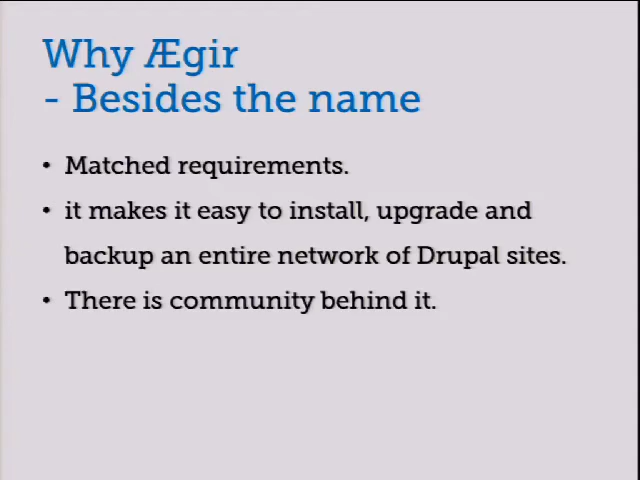 Why Ægir
- Besides the name
• Matched requirements.
• it makes it easy to install, upgrade and
backup an entire network of Drupal sites.
• There is community behind it.